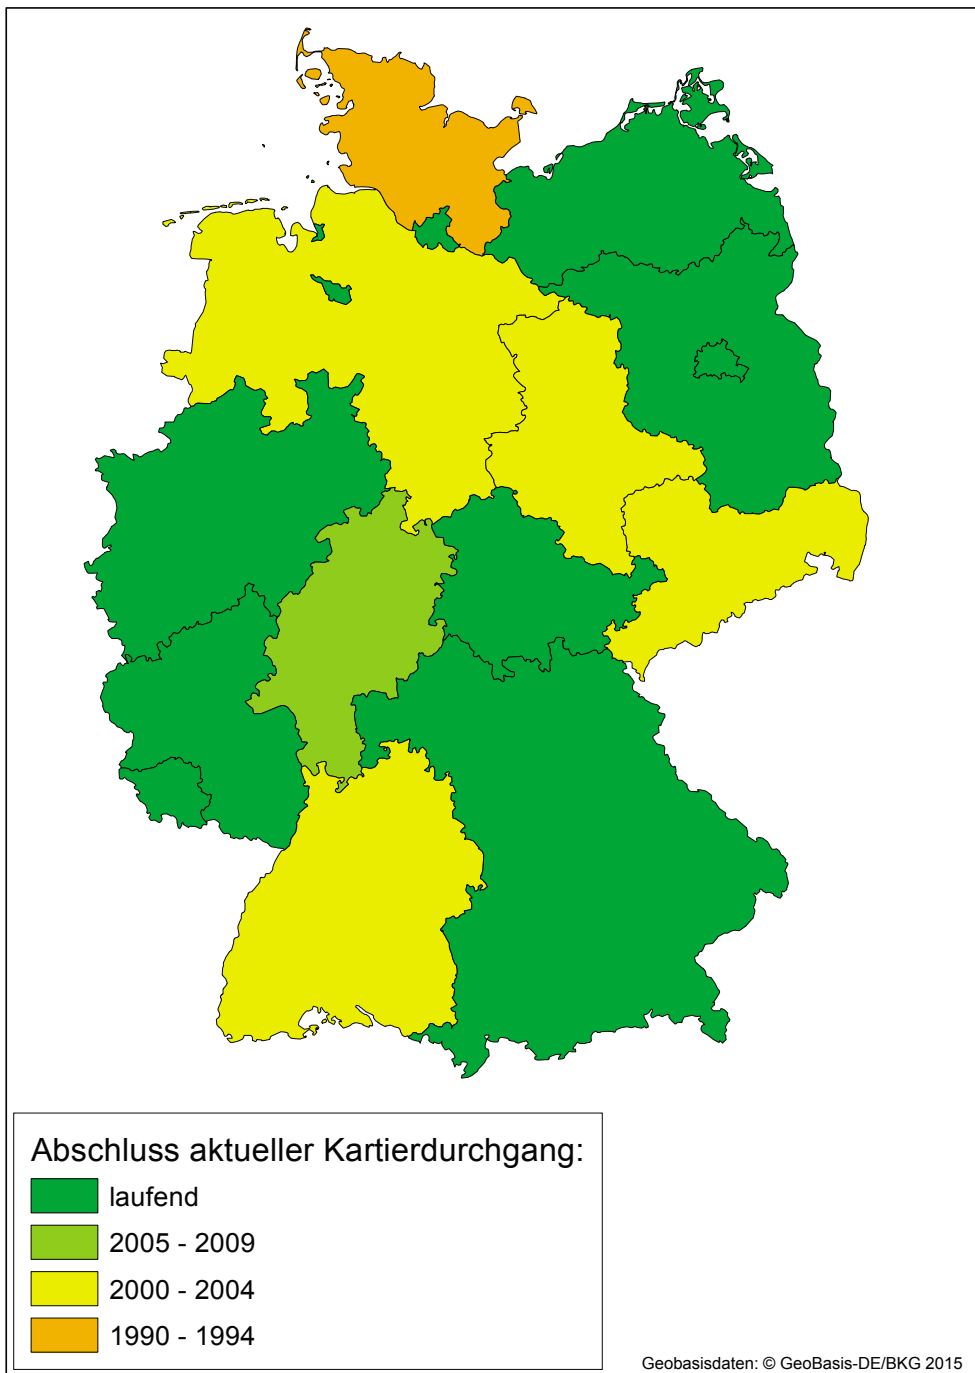 Abschluss aktueller Kartierdurchgang:
laufend
2005 - 2009
2000 - 2004
1990 - 1994
Geobasisdaten: © GeoBasis-DE/BKG 2015